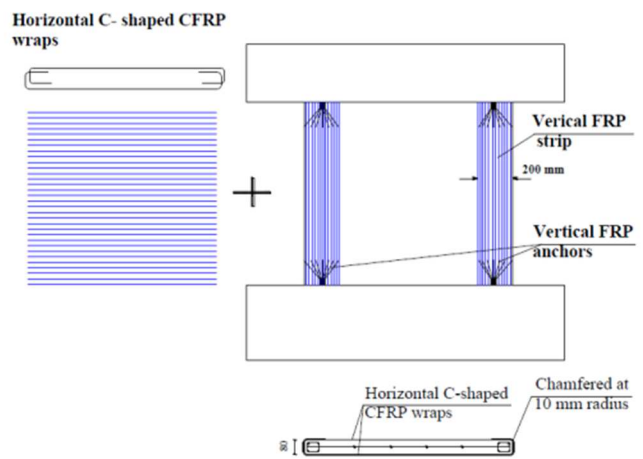 Horizontal C- shaped CFRP
wraps
Verical FRP
strip
200 mm
Vertical FRP
anchors
Horizontal C-shaped
CFRP wraps
Chamfered at
10 mm radius
80